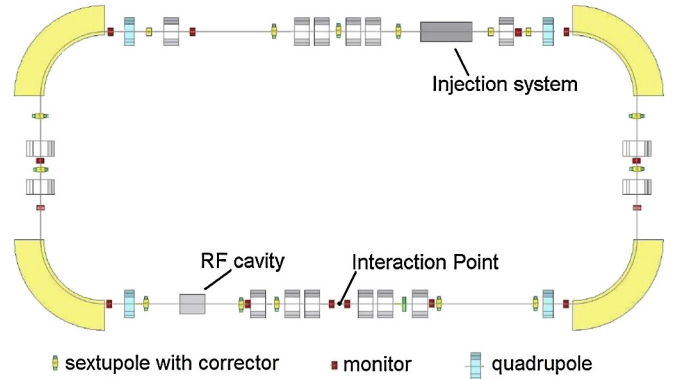 Injection system
RF cavity
Interaction Point
sextupole with corrector
monitor
quadrupole